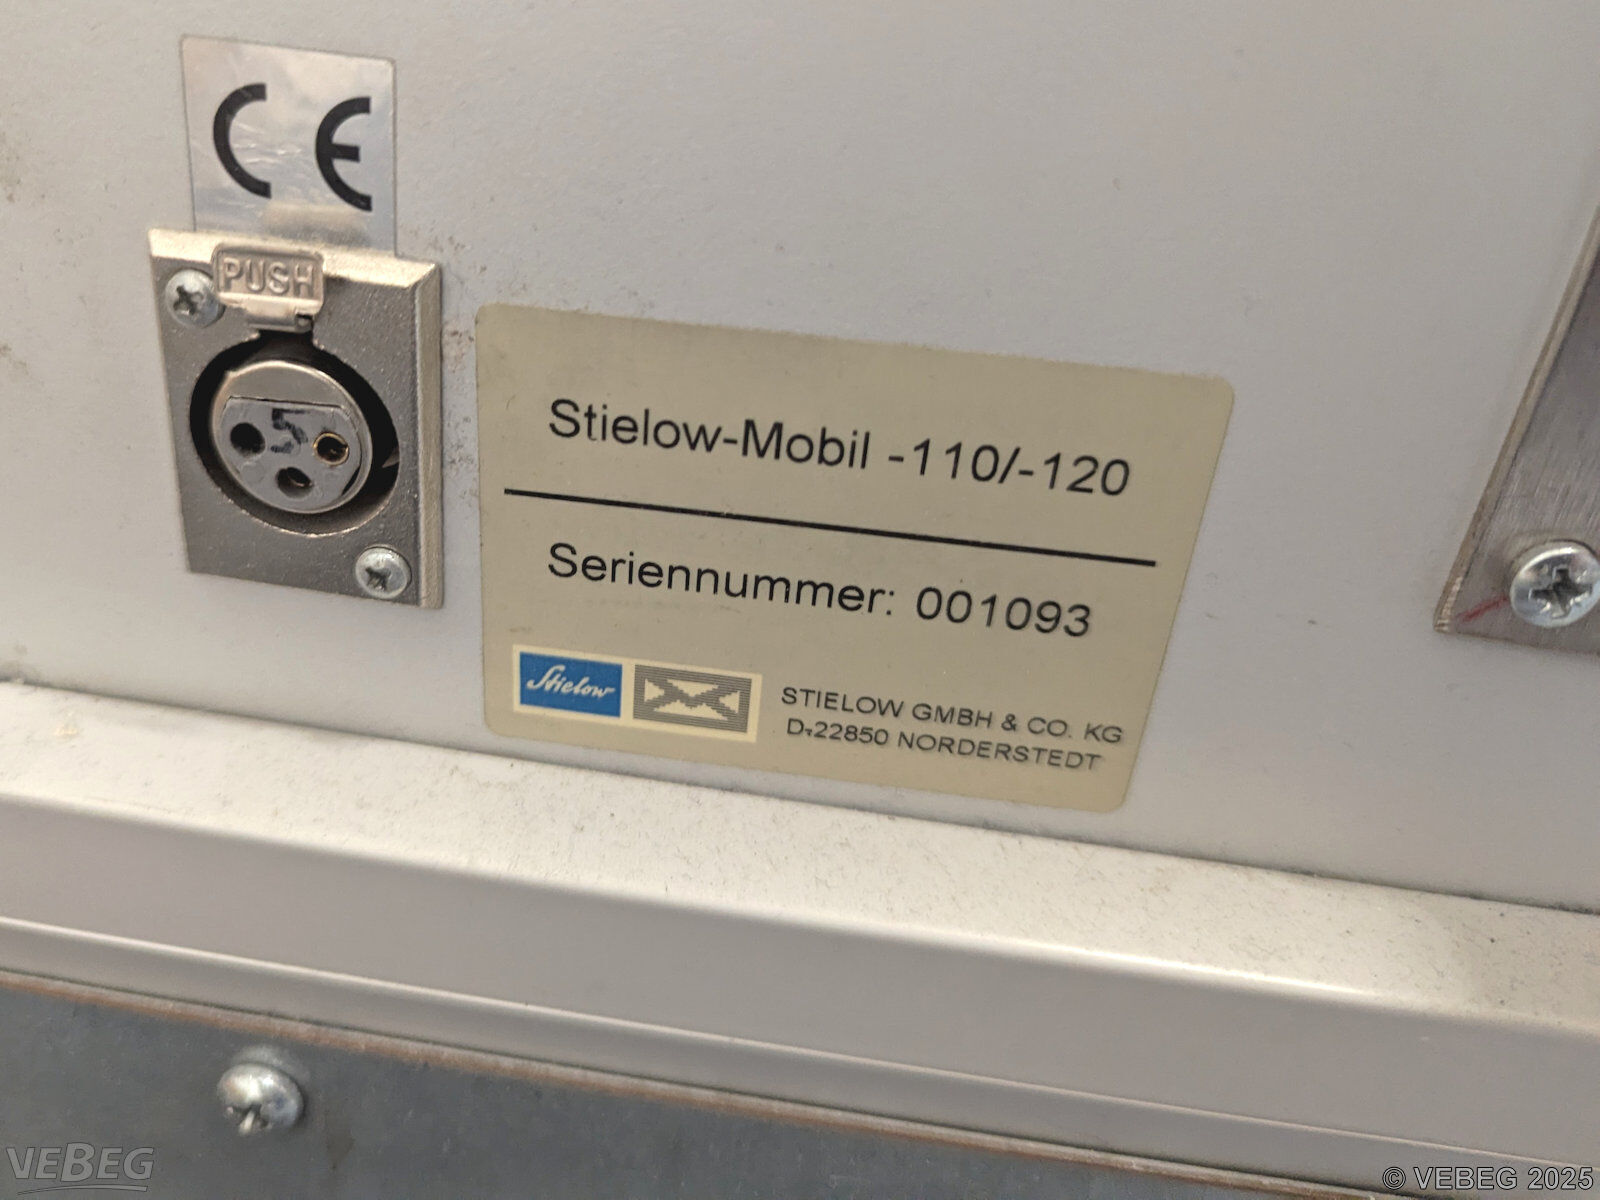 CE
PUSH
5
Stielow-Mobil -110/-120
Seriennummer: 001093
Stielow
STIELOW GMBH & CO. KG
D-22850 NORDERSTEDT
VEBEG
© VEBEG 2025